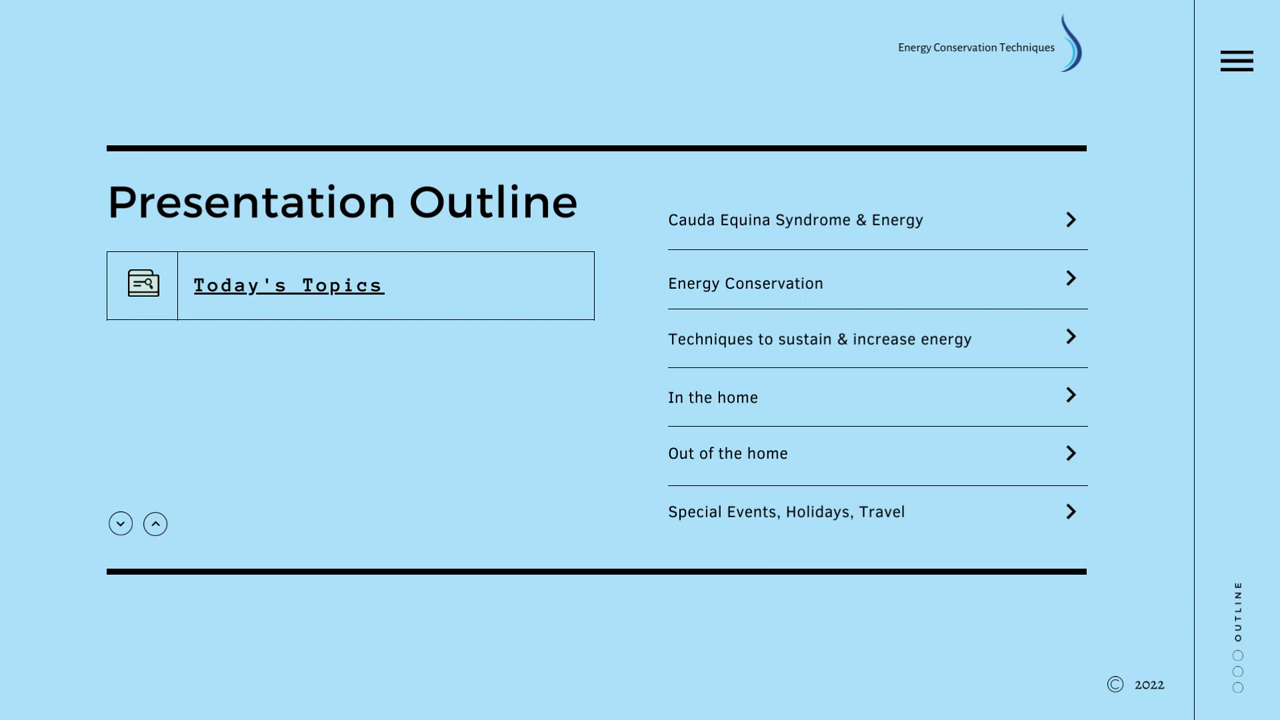 Energy Conservation Techniques
Presentation Outline
Today's Topics
Cauda Equina Syndrome & Energy
Energy Conservation
Techniques to sustain & increase energy
In the home
Out of the home
Special Events, Holidays, Travel
OUTLINE
© 2022